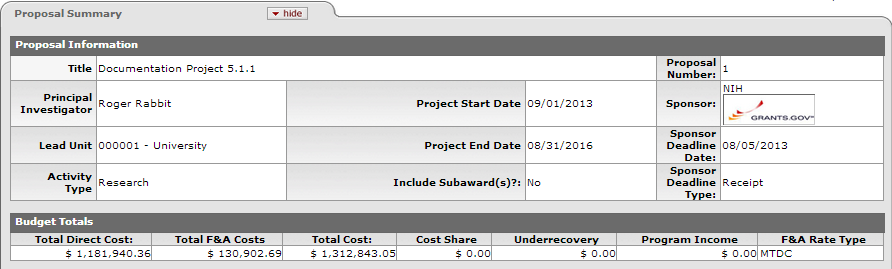 Proposal Summary hide
Proposal Information
Title Documentation Project 5.1.1 Proposal Number: 1
Principal Investigator Roger Rabbit Project Start Date 09/01/2013 Sponsor: NIH
GRANTS.GOV℠
Lead Unit 000001 - University Project End Date 08/31/2016 Sponsor Deadline Date: 08/05/2013
Activity Type Research Include Subaward(s)?: No Sponsor Deadline Type: Receipt
Budget Totals
Total Direct Cost: Total F&A Costs Total Cost: Cost Share Underrecovery Program Income F&A Rate Type
$ 1,181,940.36 $ 130,902.69 $ 1,312,843.05 $ 0.00 $ 0.00 $ 0.00 MTDC